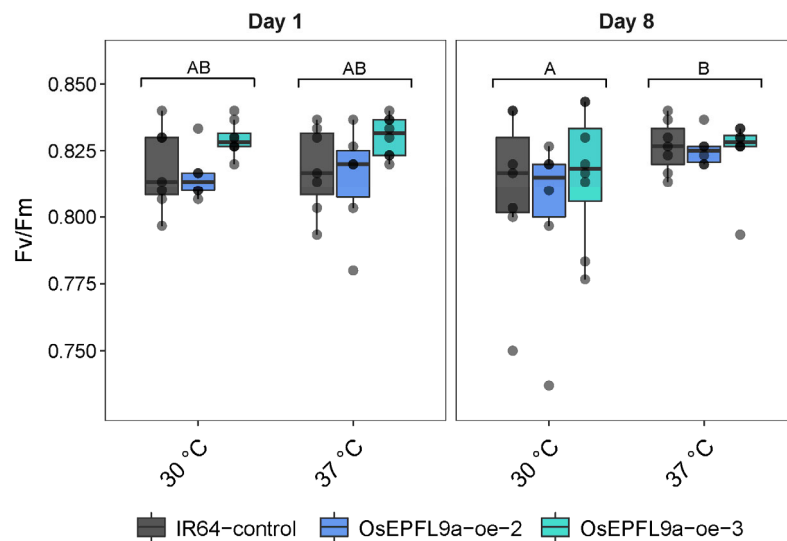 Day 1
Day 8
AB
AB
A
B
0.850
0.825
0.800
0.775
0.750
Fv/Fm
30 °C
37 °C
30 °C
37 °C
IR64−control
OsEPFL9a−oe−2
OsEPFL9a−oe−3